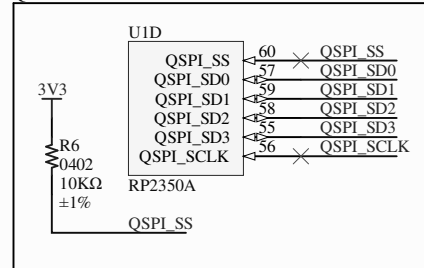 U1D
QSPI_SS 60 QSPI_SS
QSPI_SD0 57 QSPI_SD0
QSPI_SD1 59 QSPI_SD1
QSPI_SD2 58 QSPI_SD2
QSPI_SD3 55 QSPI_SD3
QSPI_SCLK 56 QSPI_SCLK
RP2350A
3V3
R6
0402
10KΩ
±1%
QSPI_SS